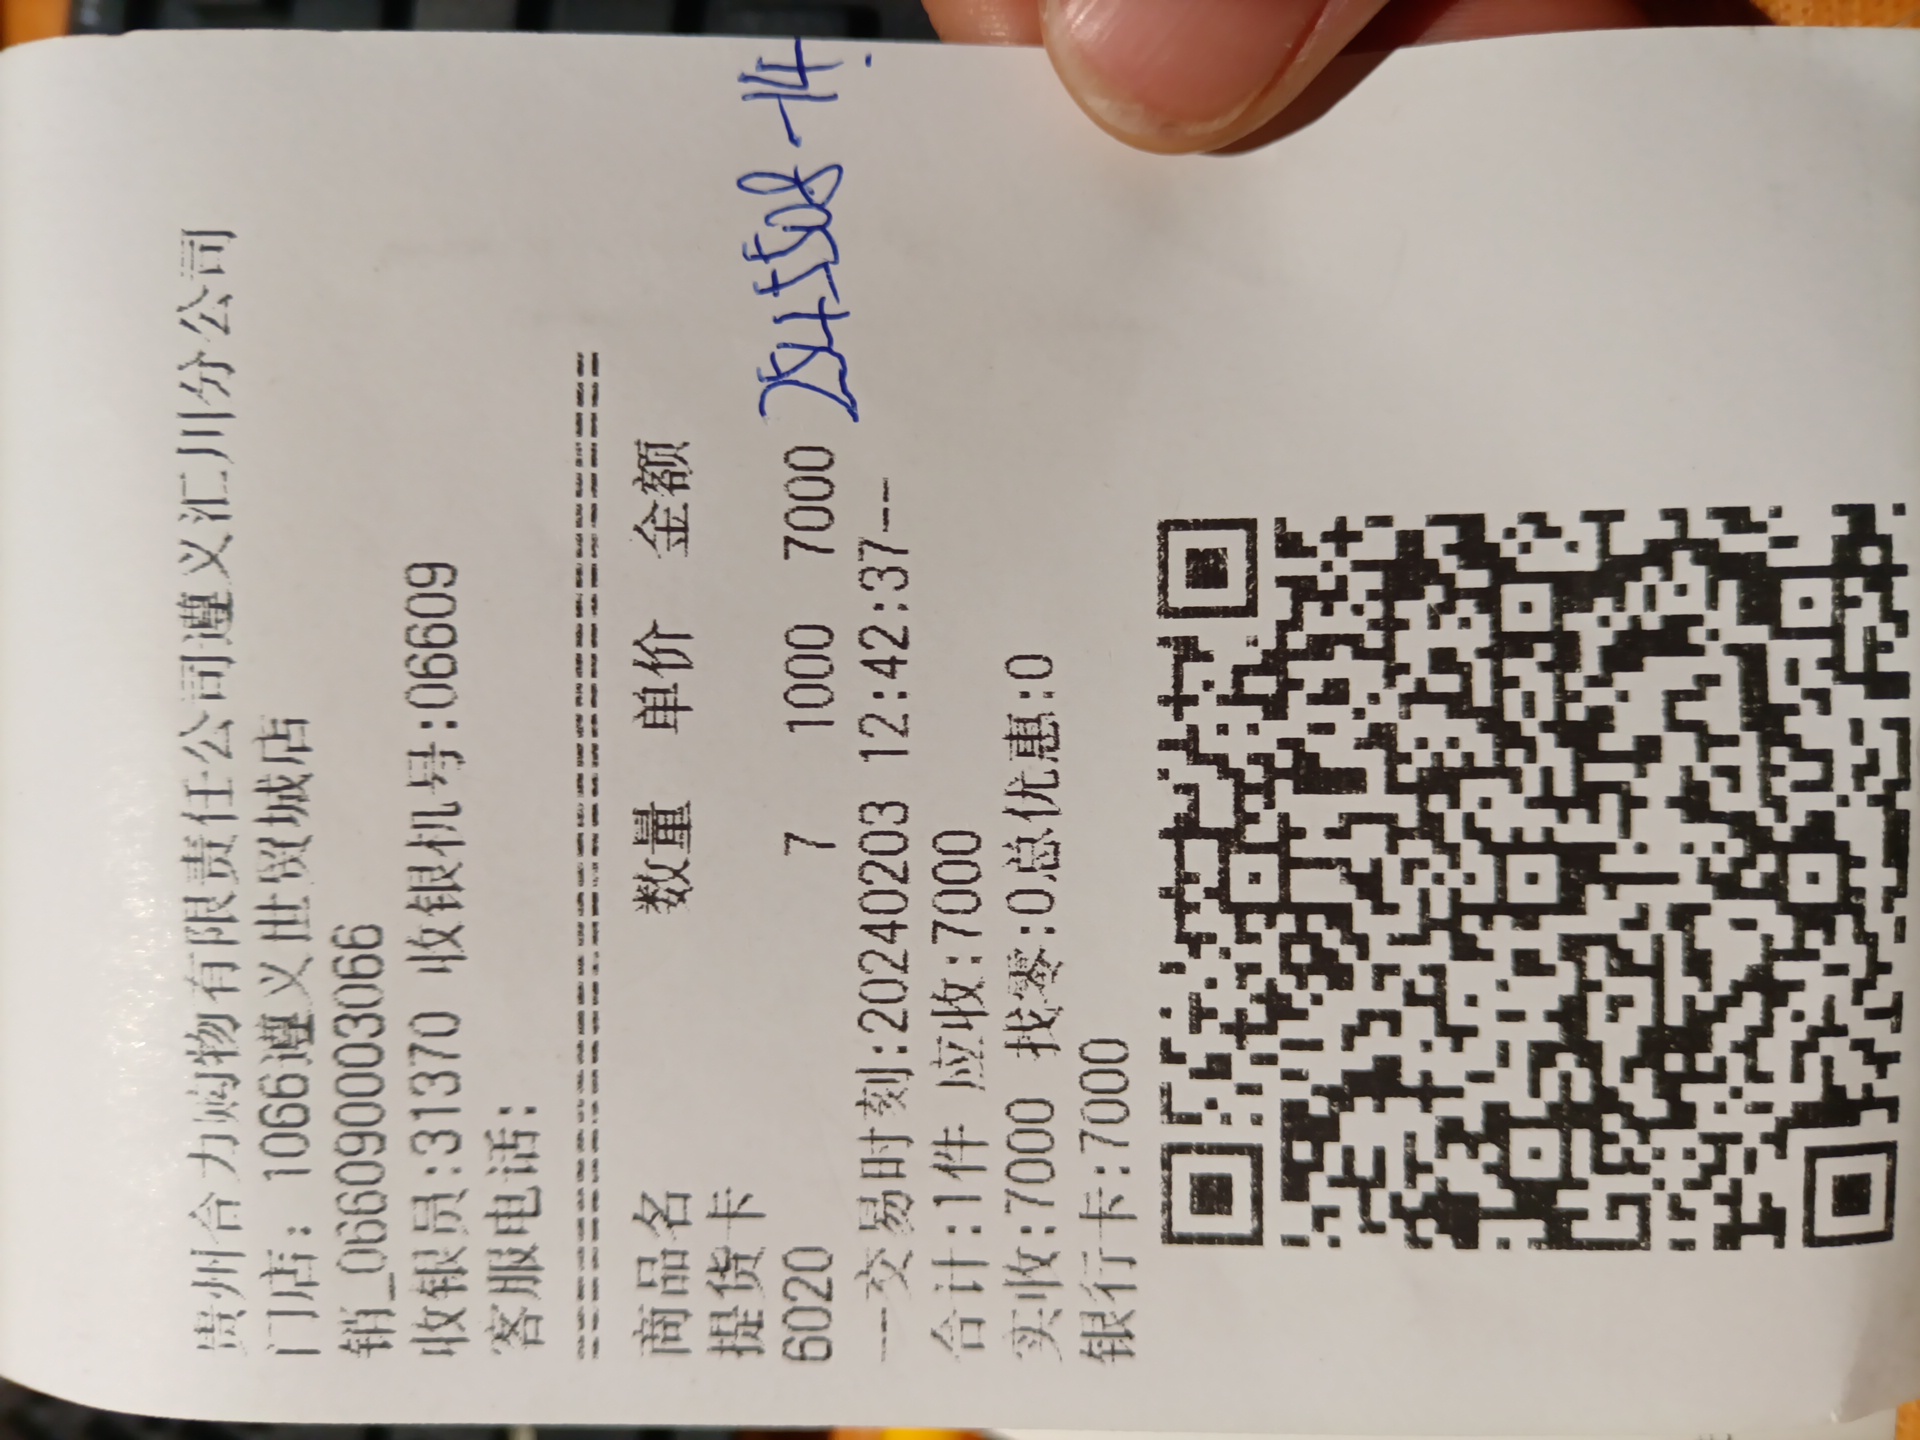 贵州合力购物有限责任公司遵义汇川分公司
门店: 1066遵义世贸城店
销_066090003066
收银员:31370 收银机号:06609
客服电话:
商品名 数量 单价 金额
提货卡
6020 7 1000 7000
--交易时刻:20240203 12:42:37--
合计:1件 应收:7000
实收:7000 找零:0总优惠:0
银行卡:7000